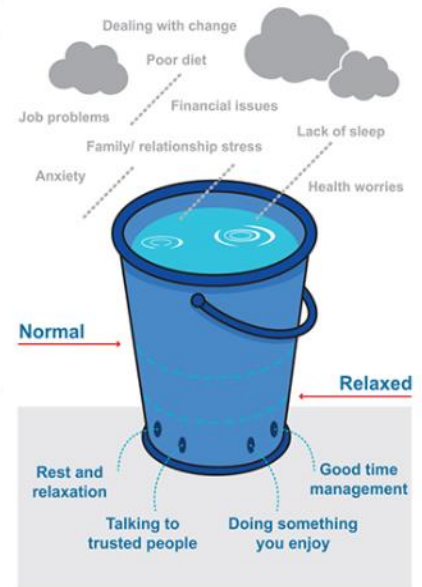 Dealing with change
Poor diet
Financial issues
Job problems
Lack of sleep
Family/ relationship stress
Anxiety
Health worries
Normal
Relaxed
Rest and
relaxation
Good time
management
Talking to
trusted people
Doing something
you enjoy